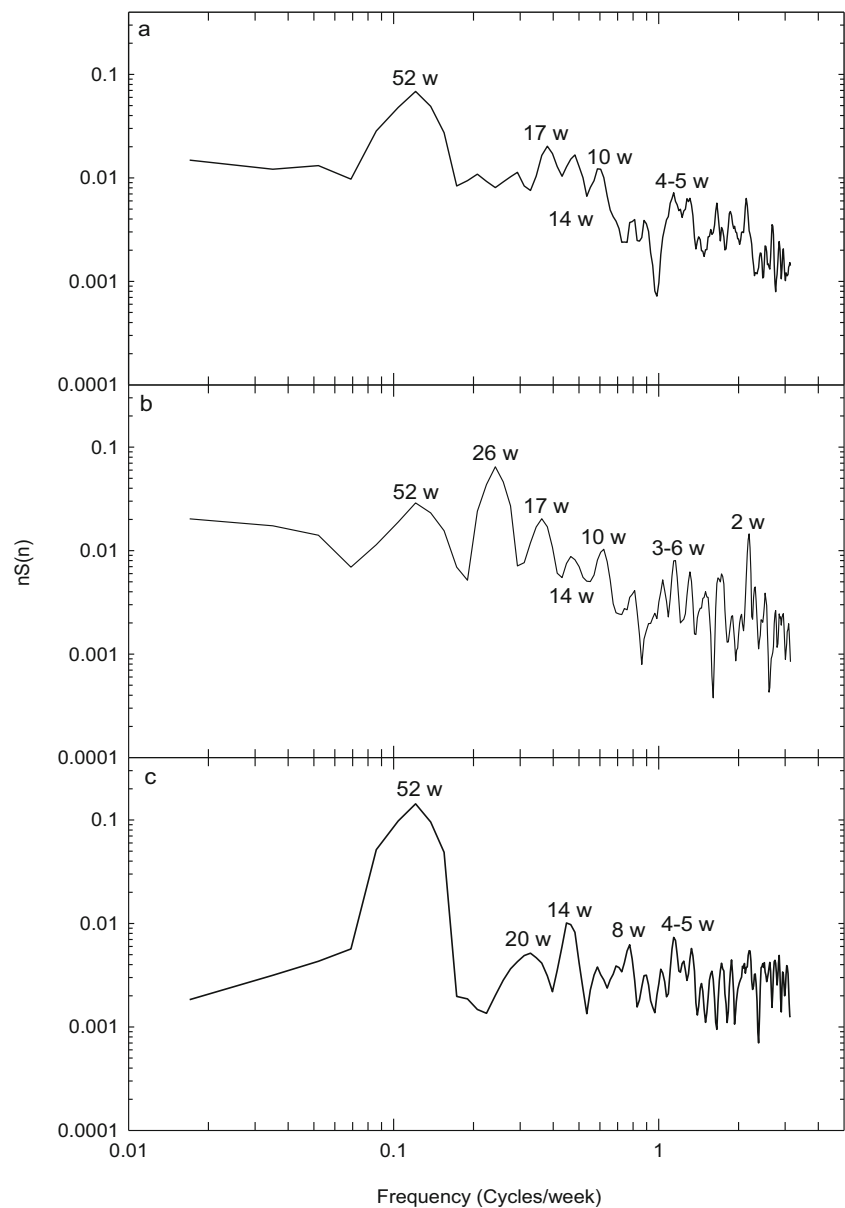 a
52 w
0.1
17 w
10 w
0.01
4-5 w
14 w
0.001
0.0001
b
26 w
0.1
52 w
17 w
2 w
10 w
3-6 w
0.01
14 w
nS(n)
0.001
0.0001
c
52 w
0.1
14 w
20 w
8 w
4-5 w
0.01
0.001
0.0001
0.01
0.1
1
Frequency (Cycles/week)